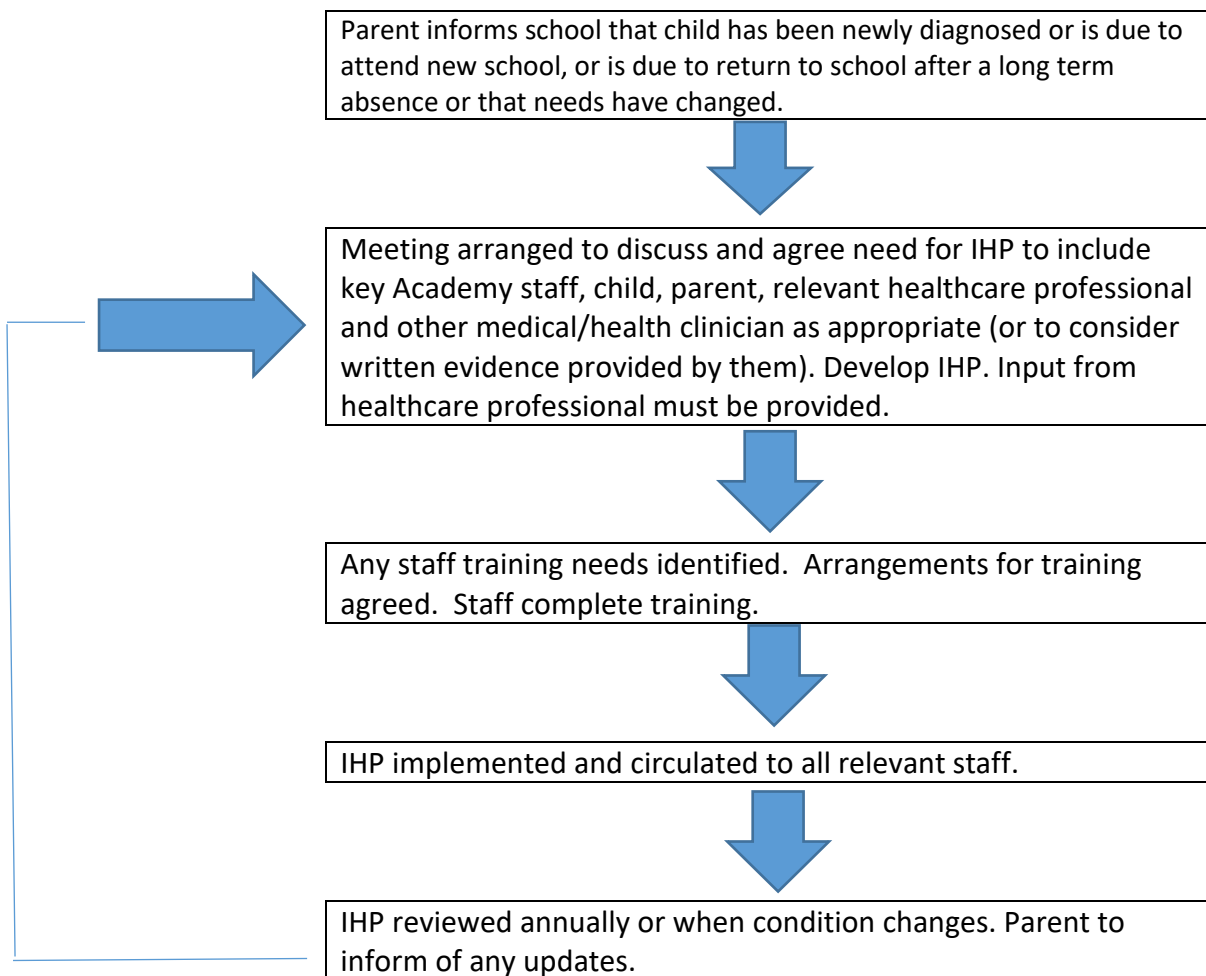 Parent informs school that child has been newly diagnosed or is due to
attend new school, or is due to return to school after a long term
absence or that needs have changed.
Meeting arranged to discuss and agree need for IHP to include
key Academy staff, child, parent, relevant healthcare professional
and other medical/health clinician as appropriate (or to consider
written evidence provided by them). Develop IHP. Input from
healthcare professional must be provided.
Any staff training needs identified.  Arrangements for training
agreed.  Staff complete training.
IHP implemented and circulated to all relevant staff.
IHP reviewed annually or when condition changes. Parent to
inform of any updates.